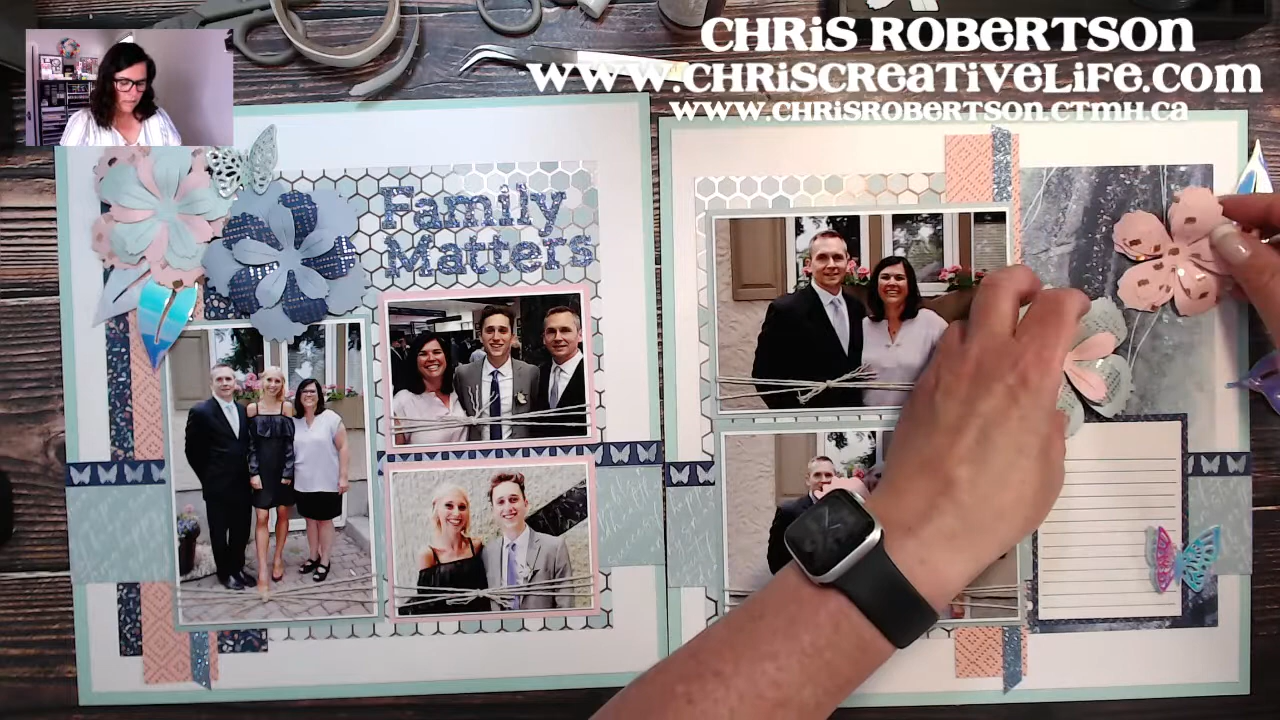 CHRIS ROBERTSON
www.CHRISCREATIVELIFE.COM
www.CHRISROBERTSON.CTMH.CA
Family
Matters